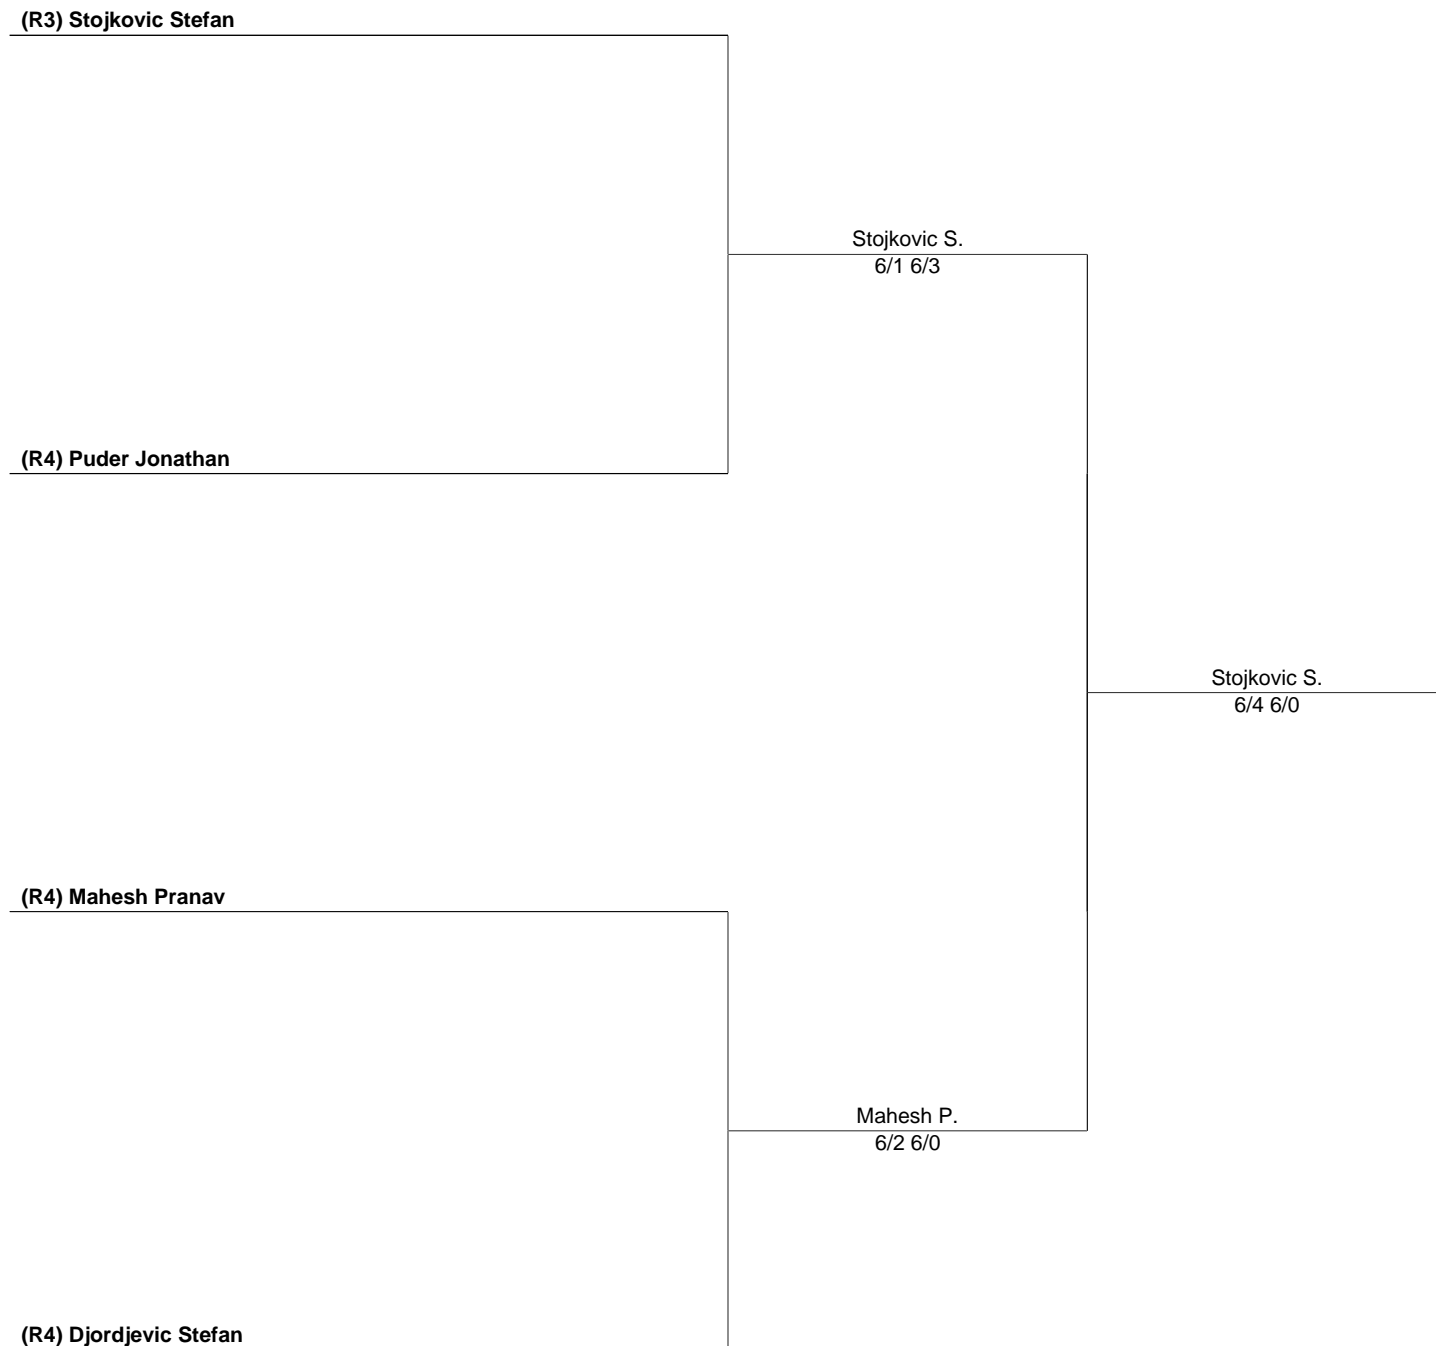 (R3) Stojkovic Stefan
Stojkovic S.
6/1 6/3
(R4) Puder Jonathan
Stojkovic S.
6/4 6/0
(R4) Mahesh Pranav
Mahesh P.
6/2 6/0
(R4) Djordjevic Stefan